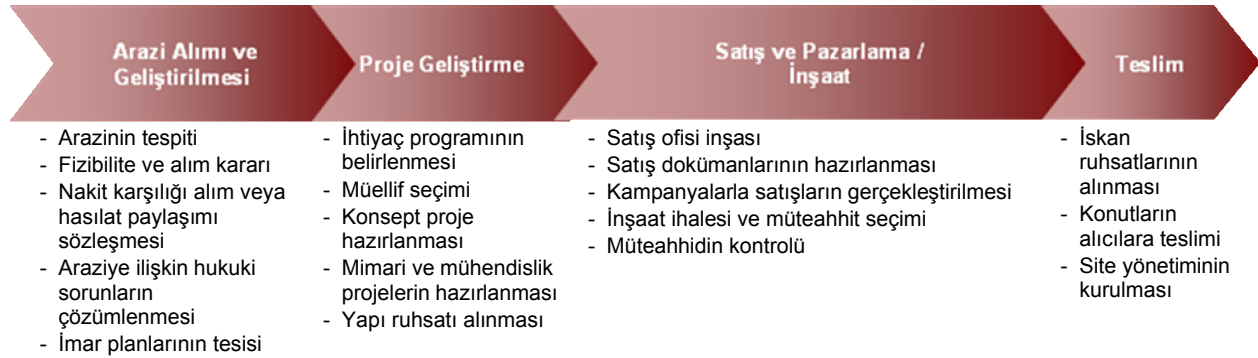 Arazi Alımı ve
Geliştirilmesi
- Arazinin tespiti
- Fizibilite ve alım kararı
- Nakit karşılığı alım veya
hasılat paylaşımı
sözleşmesi
- Araziye ilişkin hukuki
sorunların
çözümlenmesi
- İmar planlarının tesisi
Proje Geliştirme
- İhtiyaç programının
belirlenmesi
- Müellif seçimi
- Konsept proje
hazırlanması
- Mimari ve mühendislik
projelerin hazırlanması
- Yapı ruhsatı alınması
Satış ve Pazarlama /
İnşaat
- Satış ofisi inşası
- Satış dokümanlarının hazırlanması
- Kampanyalarla satışların gerçekleştirilmesi
- İnşaat ihalesi ve müteahhit seçimi
- Müteahhidin kontrolü
Teslim
- İskan
ruhsatlarının
alınması
- Konutların
alıcılara teslimi
- Site yönetiminin
kurulması